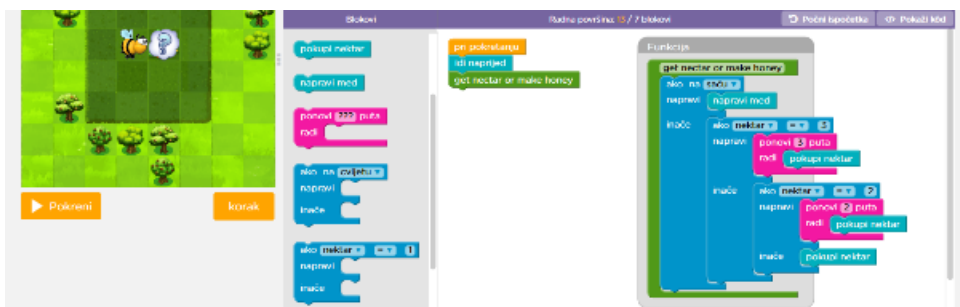 Blokovi
Radna površina: 13 / 7 blokovi
Počni ispočetka
Pokaži kôd
Pokreni
korak
pokupi nektar
napravi med
ponovi ??? puta
radi
ako na cvijetu
napravi
inače
ako nektar = 1
napravi
inače
pri pokretanju
idi naprijed
get nectar or make honey
Funkcija
get nectar or make honey
ako na saću
napravi napravi med
inače ako nektar = 3
napravi ponovi 3 puta
radi pokupi nektar
inače ako nektar = 2
napravi ponovi 2 puta
radi pokupi nektar
inače pokupi nektar